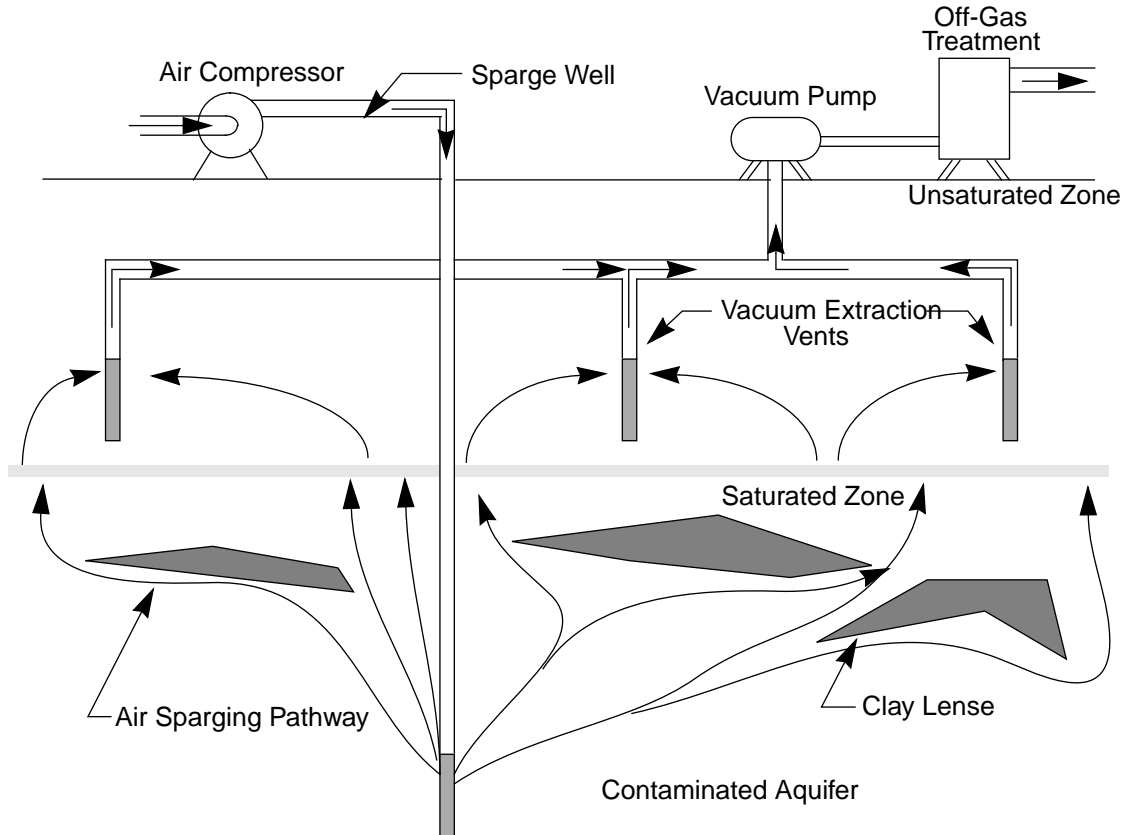 Off-Gas
Treatment
Air Compressor
Sparge Well
Vacuum Pump
Unsaturated Zone
Vacuum Extraction
Vents
Saturated Zone
Air Sparging Pathway
Clay Lense
Contaminated Aquifer